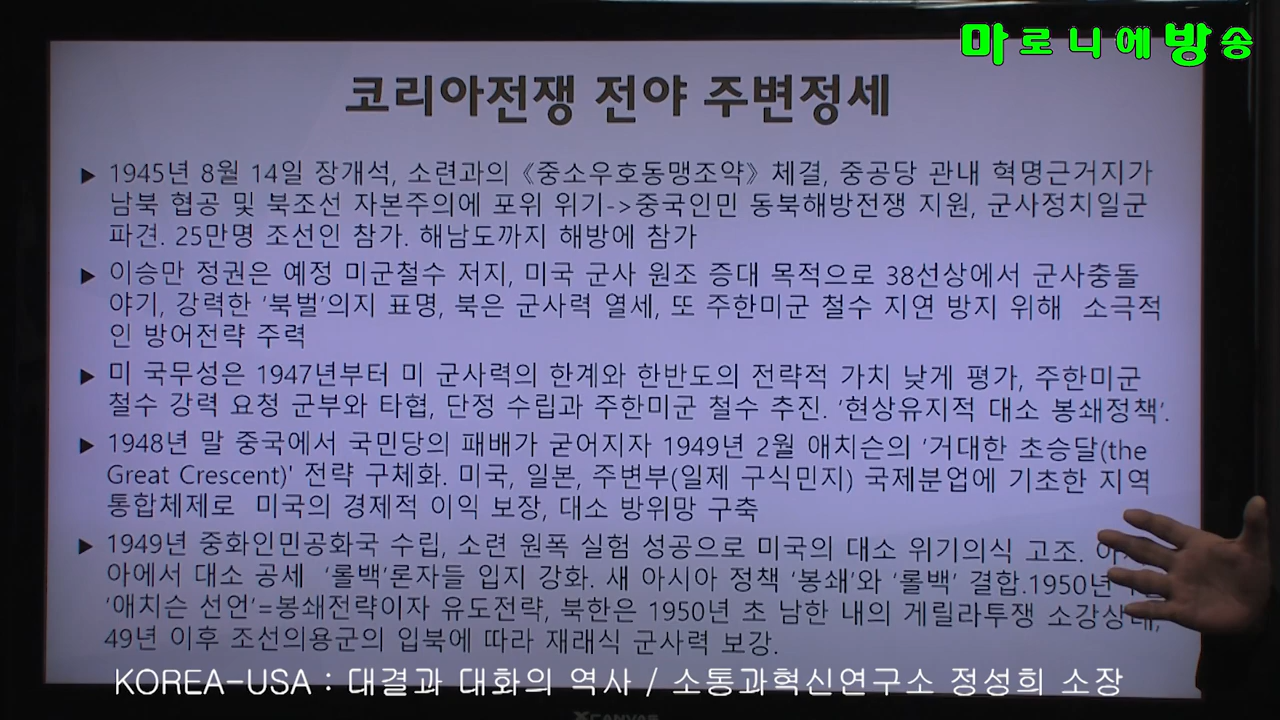 마로니에방송
코리아전쟁 전야 주변정세
▶ 1945년 8월 14일 장개석, 소련과의《중소우호동맹조약》체결, 중공당 관내 혁명근거지가
남북 협공 및 북조선 자본주의에 포위 위기->중국인민 동북해방전쟁 지원, 군사정치일군
파견. 25만명 조선인 참가. 해남도까지 해방에 참가
▶ 이승만 정권은 예정 미군철수 저지, 미국 군사 원조 증대 목적으로 38선상에서 군사충돌
야기, 강력한 '북벌'의지 표명, 북은 군사력 열세, 또 주한미군 철수 지연 방지 위해 소극적
인 방어전략 주력
▶ 미 국무성은 1947년부터 미 군사력의 한계와 한반도의 전략적 가치 낮게 평가, 주한미군
철수 강력 요청 군부와 타협, 단정 수립과 주한미군 철수 추진. '현상유지적 대소 봉쇄정책'.
▶ 1948년 말 중국에서 국민당의 패배가 굳어지자 1949년 2월 애치슨의 '거대한 초승달(the
Great Crescent)' 전략 구체화. 미국, 일본, 주변부(일제 구식민지) 국제분업에 기초한 지역
통합체제로 미국의 경제적 이익 보장, 대소 방위망 구축
▶ 1949년 중화인민공화국 수립, 소련 원폭 실험 성공으로 미국의 대소 위기의식 고조.
아에서 대소 공세 '롤백'론자들 입지 강화. 새 아시아 정책 '봉쇄'와 '롤백' 결합.1950년
'애치슨 선언'=봉쇄전략이자 유도전략, 북한은 1950년 초 남한 내의 게릴라투쟁 소강상태,
49년 이후 조선의용군의 입북에 따라 재래식 군사력 보강.
KOREA-USA : 대결과 대화의 역사 / 소통과혁신연구소 정성희 소장
XCANVAS